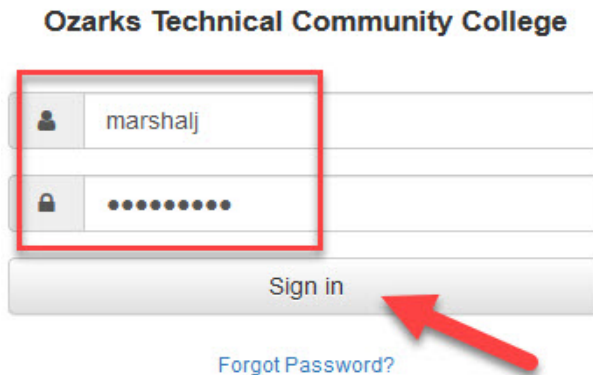 Ozarks Technical Community College
marshalj
•••••••••
Sign in
Forgot Password?